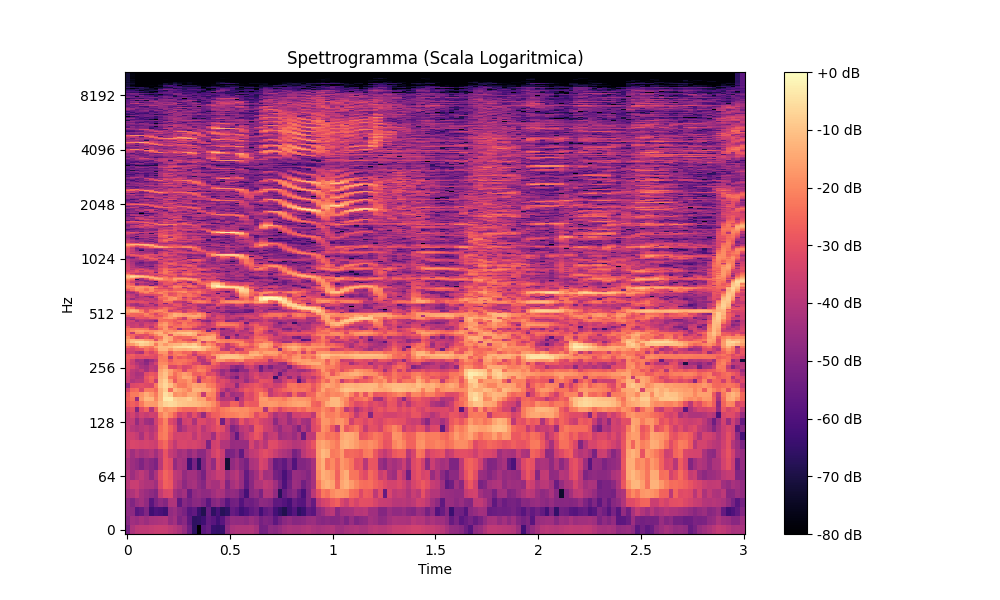 Spettrogramma (Scala Logaritmica)
+0 dB
8192
-10 dB
4096
-20 dB
2048
-30 dB
1024
Hz
-40 dB
512
-50 dB
256
128
-60 dB
64
-70 dB
0
-80 dB
0 0.5 1 1.5 2 2.5 3
Time